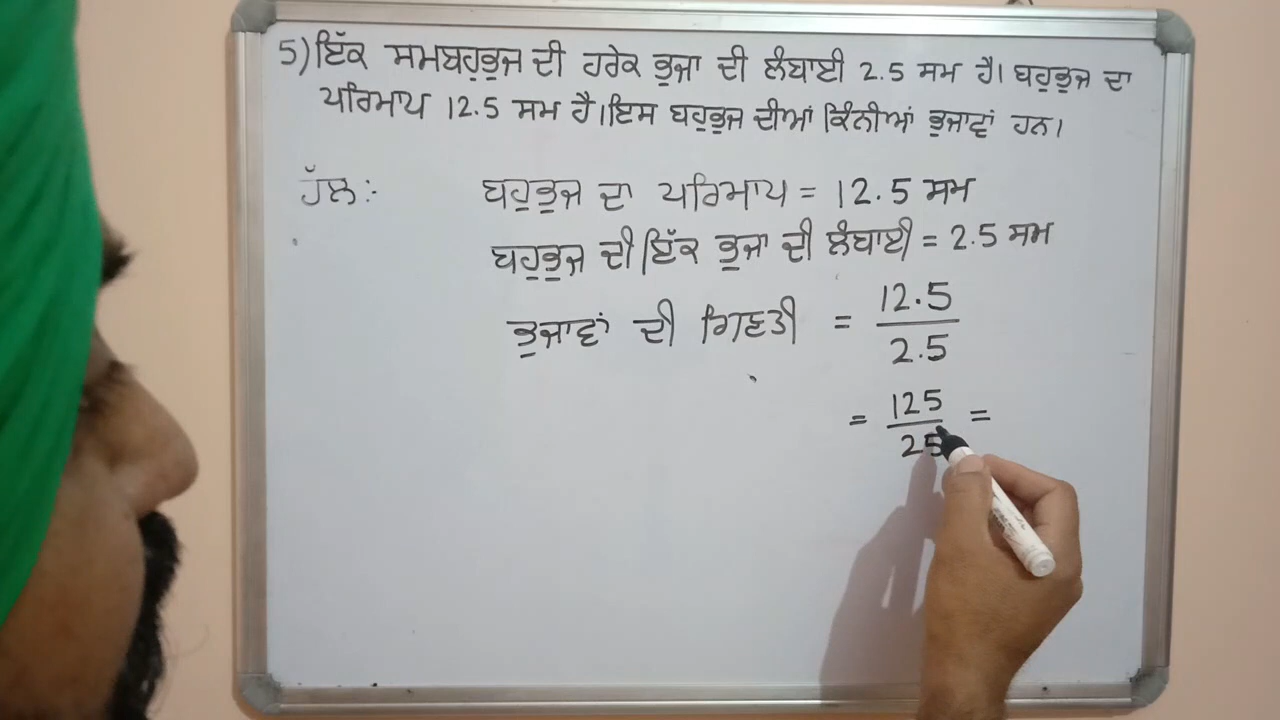 5) ਇੱਕ ਸਮਬਹੁਭੁਜ ਦੀ ਹਰੇਕ ਭੁਜਾ ਦੀ ਲੰਬਾਈ 2.5 ਸਮ ਹੈ। ਬਹੁਭੁਜ ਦਾ
ਪਰਿਮਾਪ 12.5 ਸਮ ਹੈ। ਇਸ ਬਹੁਭੁਜ ਦੀਆਂ ਕਿੰਨੀਆਂ ਭੁਜਾਵਾਂ ਹਨ।
ਹੱਲ:- ਬਹੁਭੁਜ ਦਾ ਪਰਿਮਾਪ = 12.5 ਸਮ
ਬਹੁਭੁਜ ਦੀ ਇੱਕ ਭੁਜਾ ਦੀ ਲੰਬਾਈ = 2.5 ਸਮ
ਭੁਜਾਵਾਂ ਦੀ ਗਿਣਤੀ = 12.5 / 2.5
= 125 / 25 =